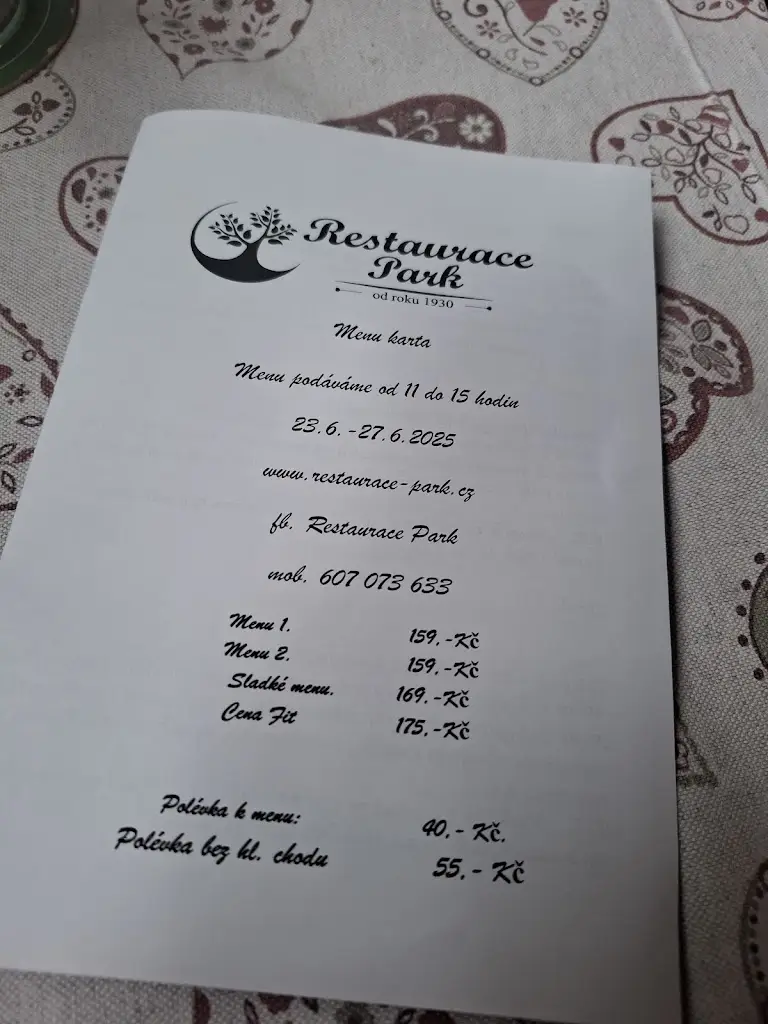 Restaurace
Park
od roku 1930
Menu karta
Menu podáváme od 11 do 15 hodin
23.6.-27.6.2025
www.restaurace-park.cz
fb. Restaurace Park
mob. 607 073 633
Menu 1. 159,-Kč
Menu 2. 159,-Kč
Sladké menu. 169,-Kč
Cena Fit 175,-Kč
Polévka k menu: 40,- Kč.
Polévka bez hl. chodu 55,- Kč